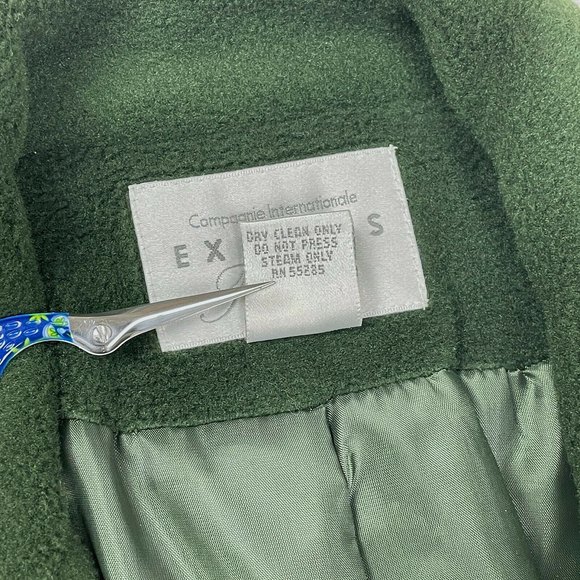 Compagnie Internationale
EX S
DRY CLEAN ONLY
DO NOT PRESS
STEAM ONLY
RN 55285